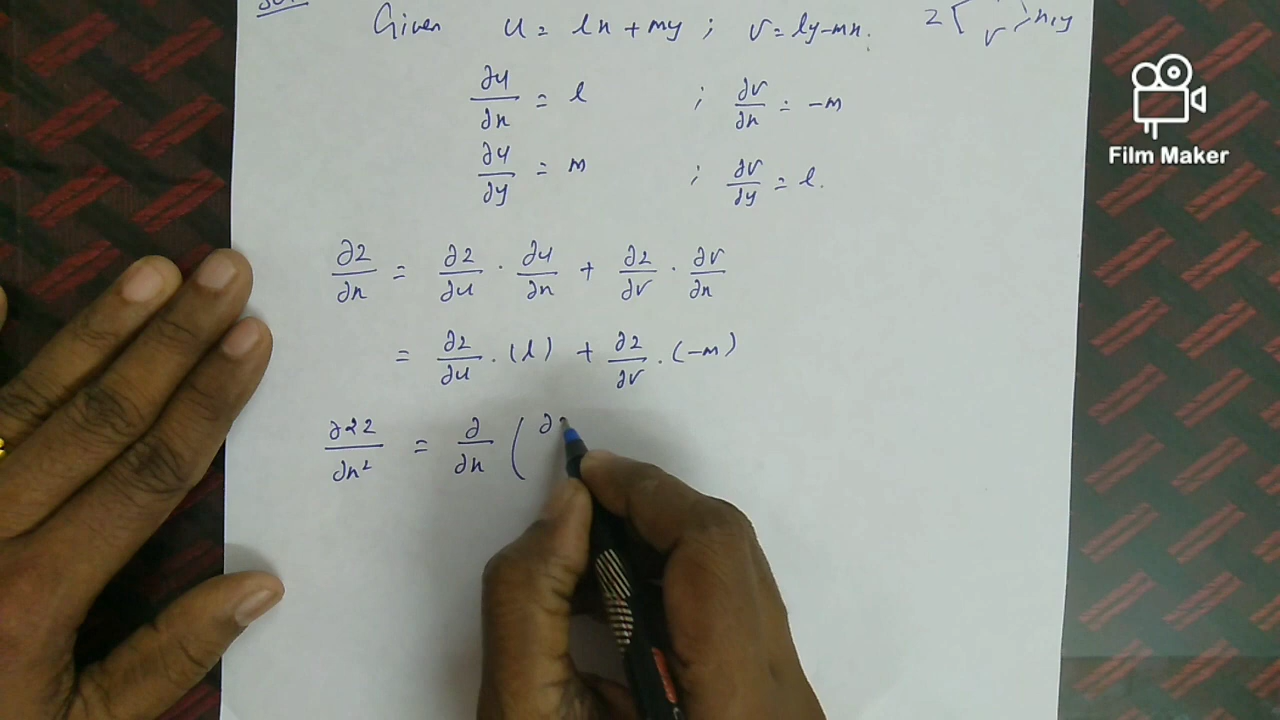 Given u = lx + my ; v = ly - mx. z < u v > x, y
∂u/∂x = l ; ∂v/∂x = -m
∂u/∂y = m ; ∂v/∂y = l.
∂z/∂x = ∂z/∂u · ∂u/∂x + ∂z/∂v · ∂v/∂x
= ∂z/∂u . (l) + ∂z/∂v . (-m)
∂²z/∂x² = ∂/∂x ( ∂z
Film Maker